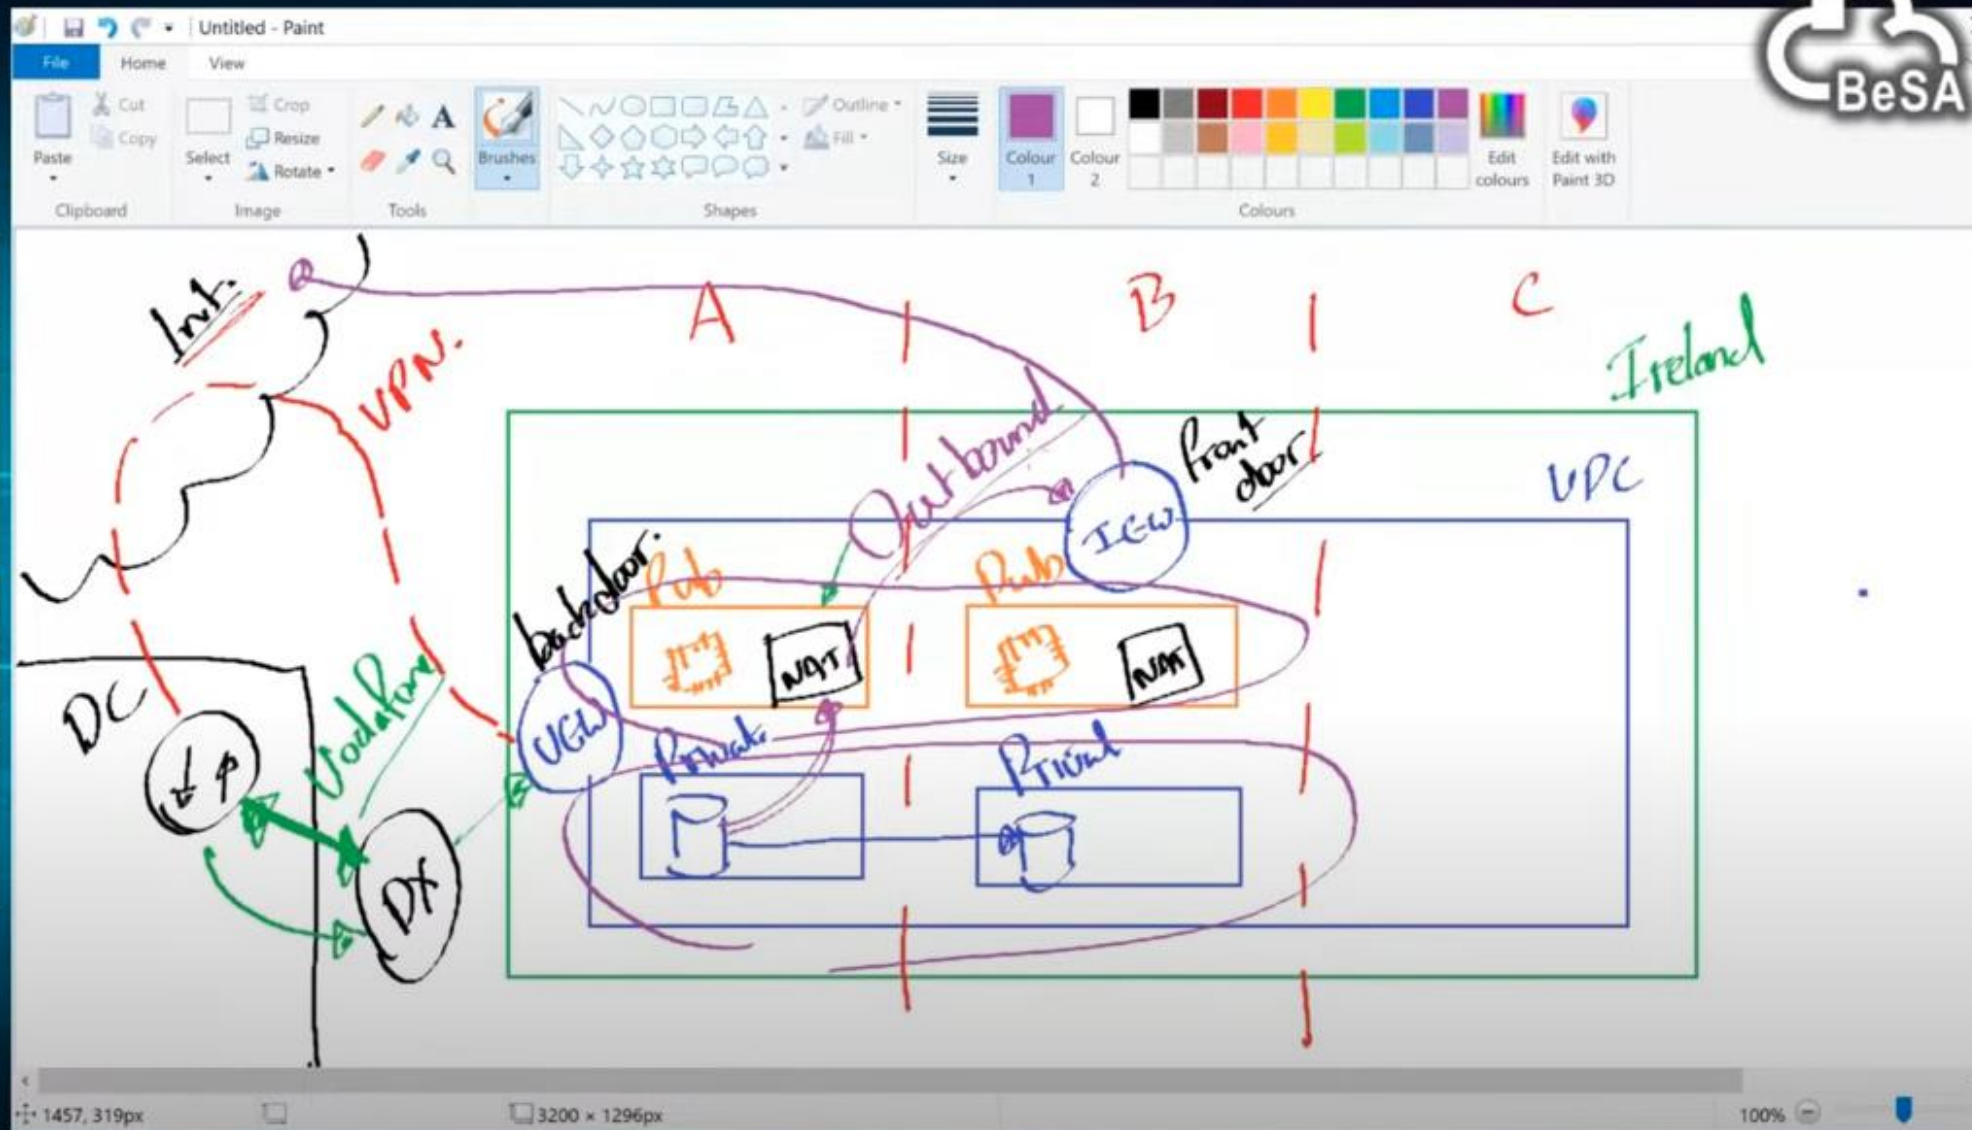 Untitled - Paint
BeSA
File Home View
Cut
Copy
Paste
Clipboard
Select
Crop
Resize
Rotate
Image
A
Tools
Brushes
Outline
Fill
Shapes
Size
Colour 1
Colour 2
Edit colours
Edit with Paint 3D
Colours
Int.
VPN.
A
B
C
Ireland
Outbound
Front door
VPC
IGW
backdoor.
Pub
Pub
NAT
NAT
DC
Vodafone
VGW
Private
DX
1457, 319px
3200 × 1296px
100%